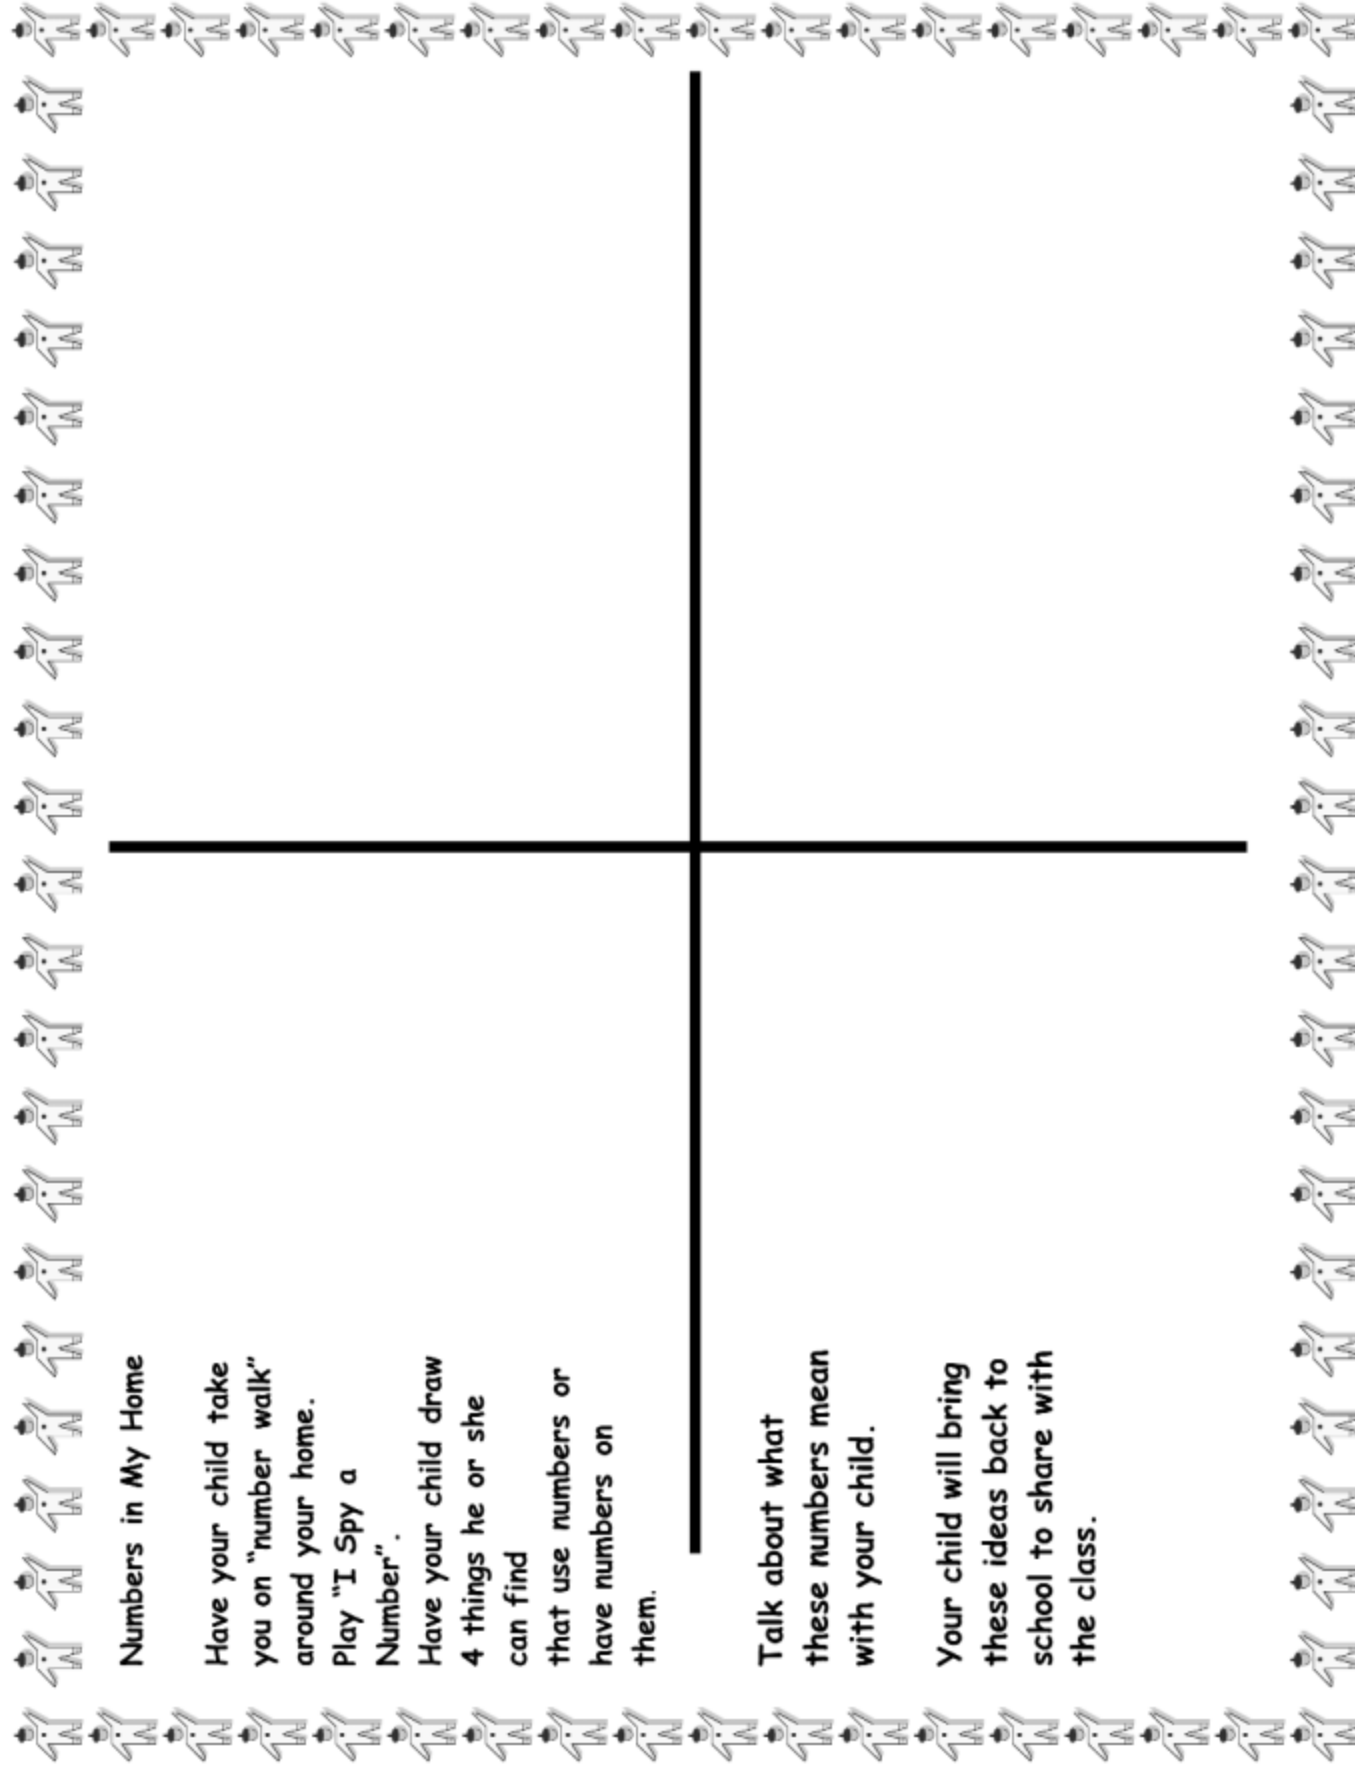 Numbers in My Home
Have your child take
you on “number walk”
around your home.
Play “I Spy a
Number”.
Have your child draw
4 things he or she
can find
that use numbers or
have numbers on
them.
Talk about what
these numbers mean
with your child.
Your child will bring
these ideas back to
school to share with
the class.